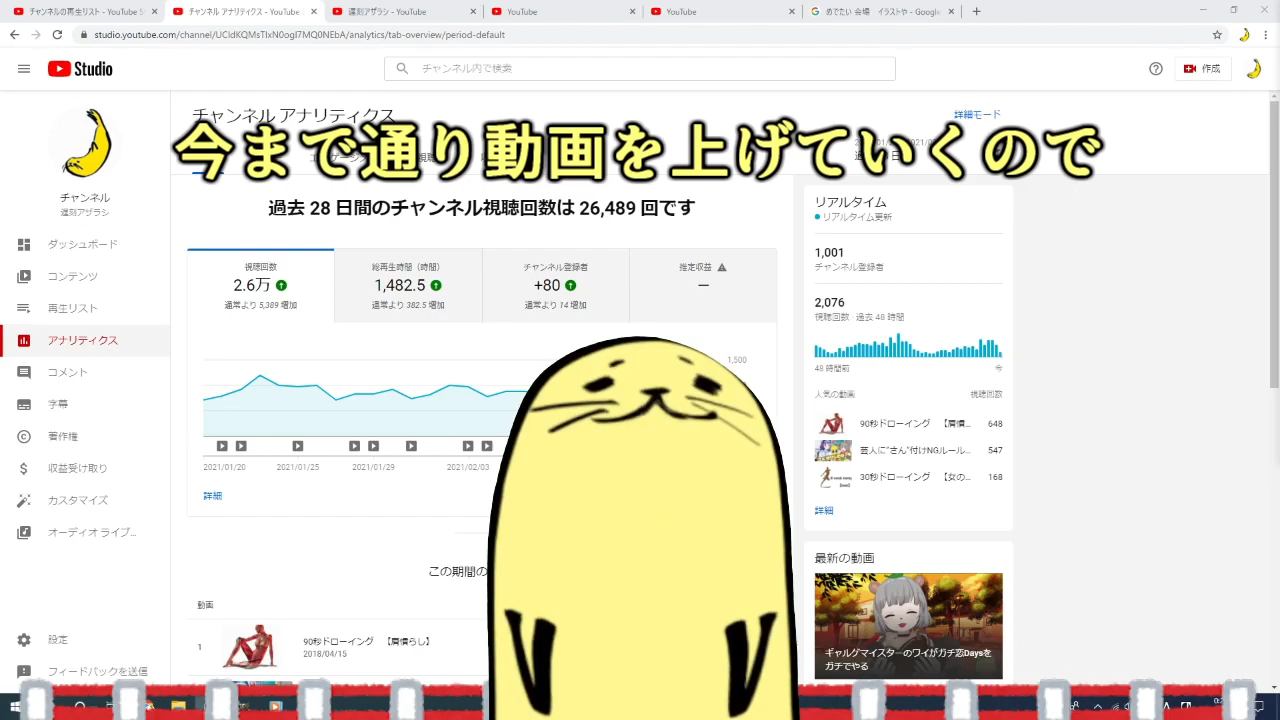 チャンネルの再生リスト - YouTube S
チャンネル アナリティクス - YouTube
遅刻アザラシ - YouTube
YouTube
YouTube
めでたい 会場 イラストや - Google
studio.youtube.com/channel/UCIdKQMsTlxN0ogI7MQ0NEbA/analytics/tab-overview/period-default
Studio
チャンネル内で検索
作成
チャンネル アナリティクス
詳細モード
今まで通り動画を上げていくので
チャンネル
遅刻アザラシ
ダッシュボード
コンテンツ
再生リスト
アナリティクス
コメント
字幕
著作権
収益受け取り
カスタマイズ
オーディオ ライブ...
設定
フィードバックを送信
過去 28 日間のチャンネル視聴回数は 26,489 回です
視聴回数
2.6万
通常より 5,389 増加
総再生時間（時間）
1,482.5
通常より 382.5 増加
チャンネル登録者
+80
通常より 14 増加
推定収益
—
1,500
2021/01/20
2021/01/25
2021/01/29
2021/02/03
詳細
この期間の
動画
1
90秒ドローイング 【肩慣らし】
2018/04/15
リアルタイム
リアルタイム更新
1,001
チャンネル登録者
2,076
視聴回数 · 過去 48 時間
48 時間前
今
人気の動画
視聴回数
90秒ドローイング 【肩慣...
648
芸人に"さん"付けNGルール...
547
30秒ドローイング 【女の...
168
詳細
最新の動画
ギャルゲマイスターのワイがガチ恋Daysを
ガチでやる